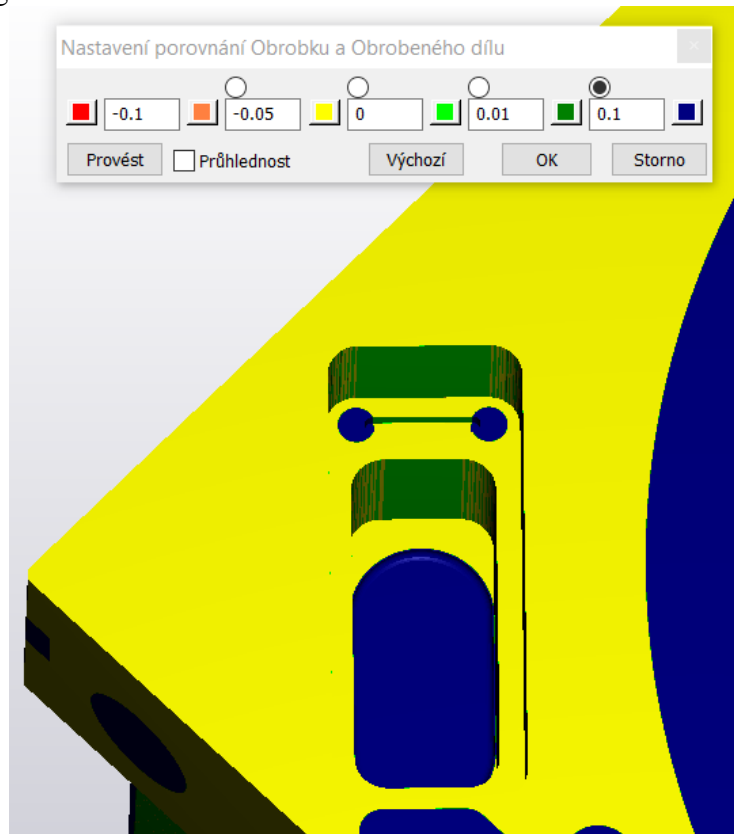 Nastavení porovnání Obrobku a Obrobeného dílu
-0.1 -0.05 0 0.01 0.1
Provést Průhlednost Výchozí OK Storno